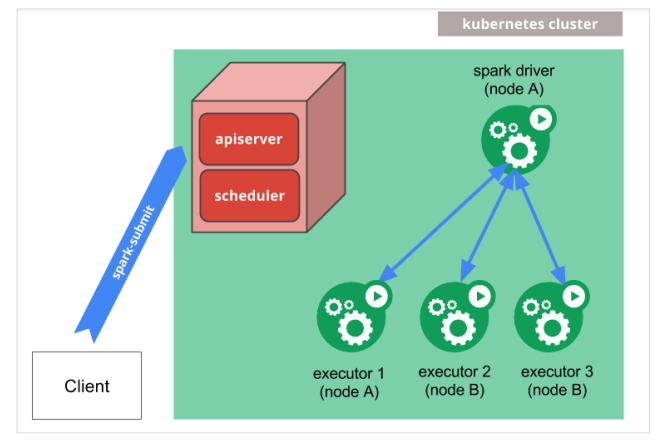 kubernetes cluster
spark driver
(node A)
apiserver
scheduler
spark-submit
executor 1
(node A)
executor 2
(node B)
executor 3
(node B)
Client